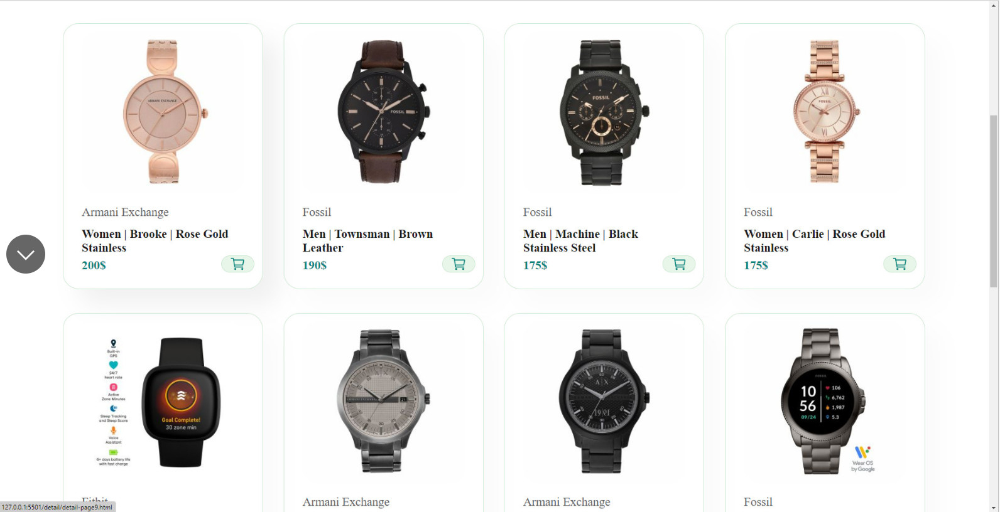 ARMANI EXCHANGE
FOSSIL
FOSSIL
FOSSIL
Armani Exchange
Women | Brooke | Rose Gold
Stainless
200$
Fossil
Men | Townsman | Brown
Leather
190$
Fossil
Men | Machine | Black
Stainless Steel
175$
Fossil
Women | Carlie | Rose Gold
Stainless
175$
Built-in
GPS
24/7
heart rate
Active
Zone Minutes
Sleep Tracking
and Sleep Score
Voice
Assistant
6+ days battery life
with fast charge
Goal Complete!
30 zone min
ARMANI EXCHANGE
21
30
A|X
30
FOSSIL
10
56
09/24
106
6,762
1,987
5.3
Wear OS
by Google
Fitbit
Armani Exchange
Armani Exchange
Fossil
127.0.0.1:5501/detail/detail-page9.html